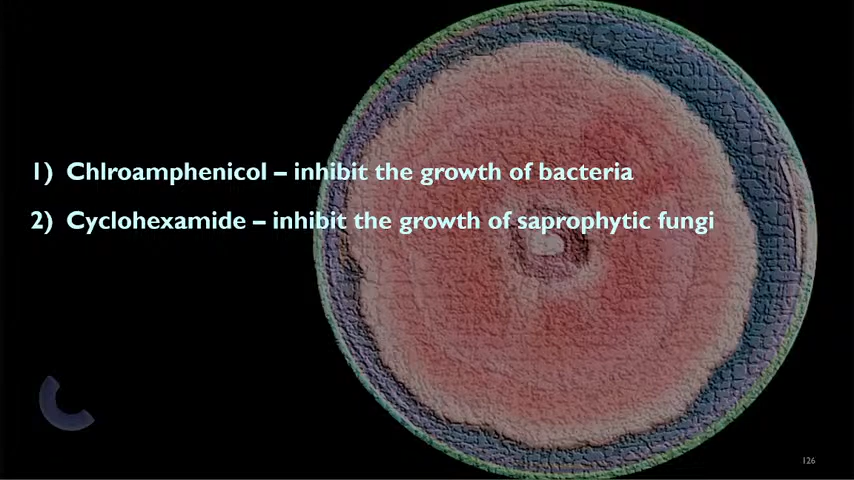 1) Chlroamphenicol – inhibit the growth of bacteria
2) Cyclohexamide – inhibit the growth of saprophytic fungi
126